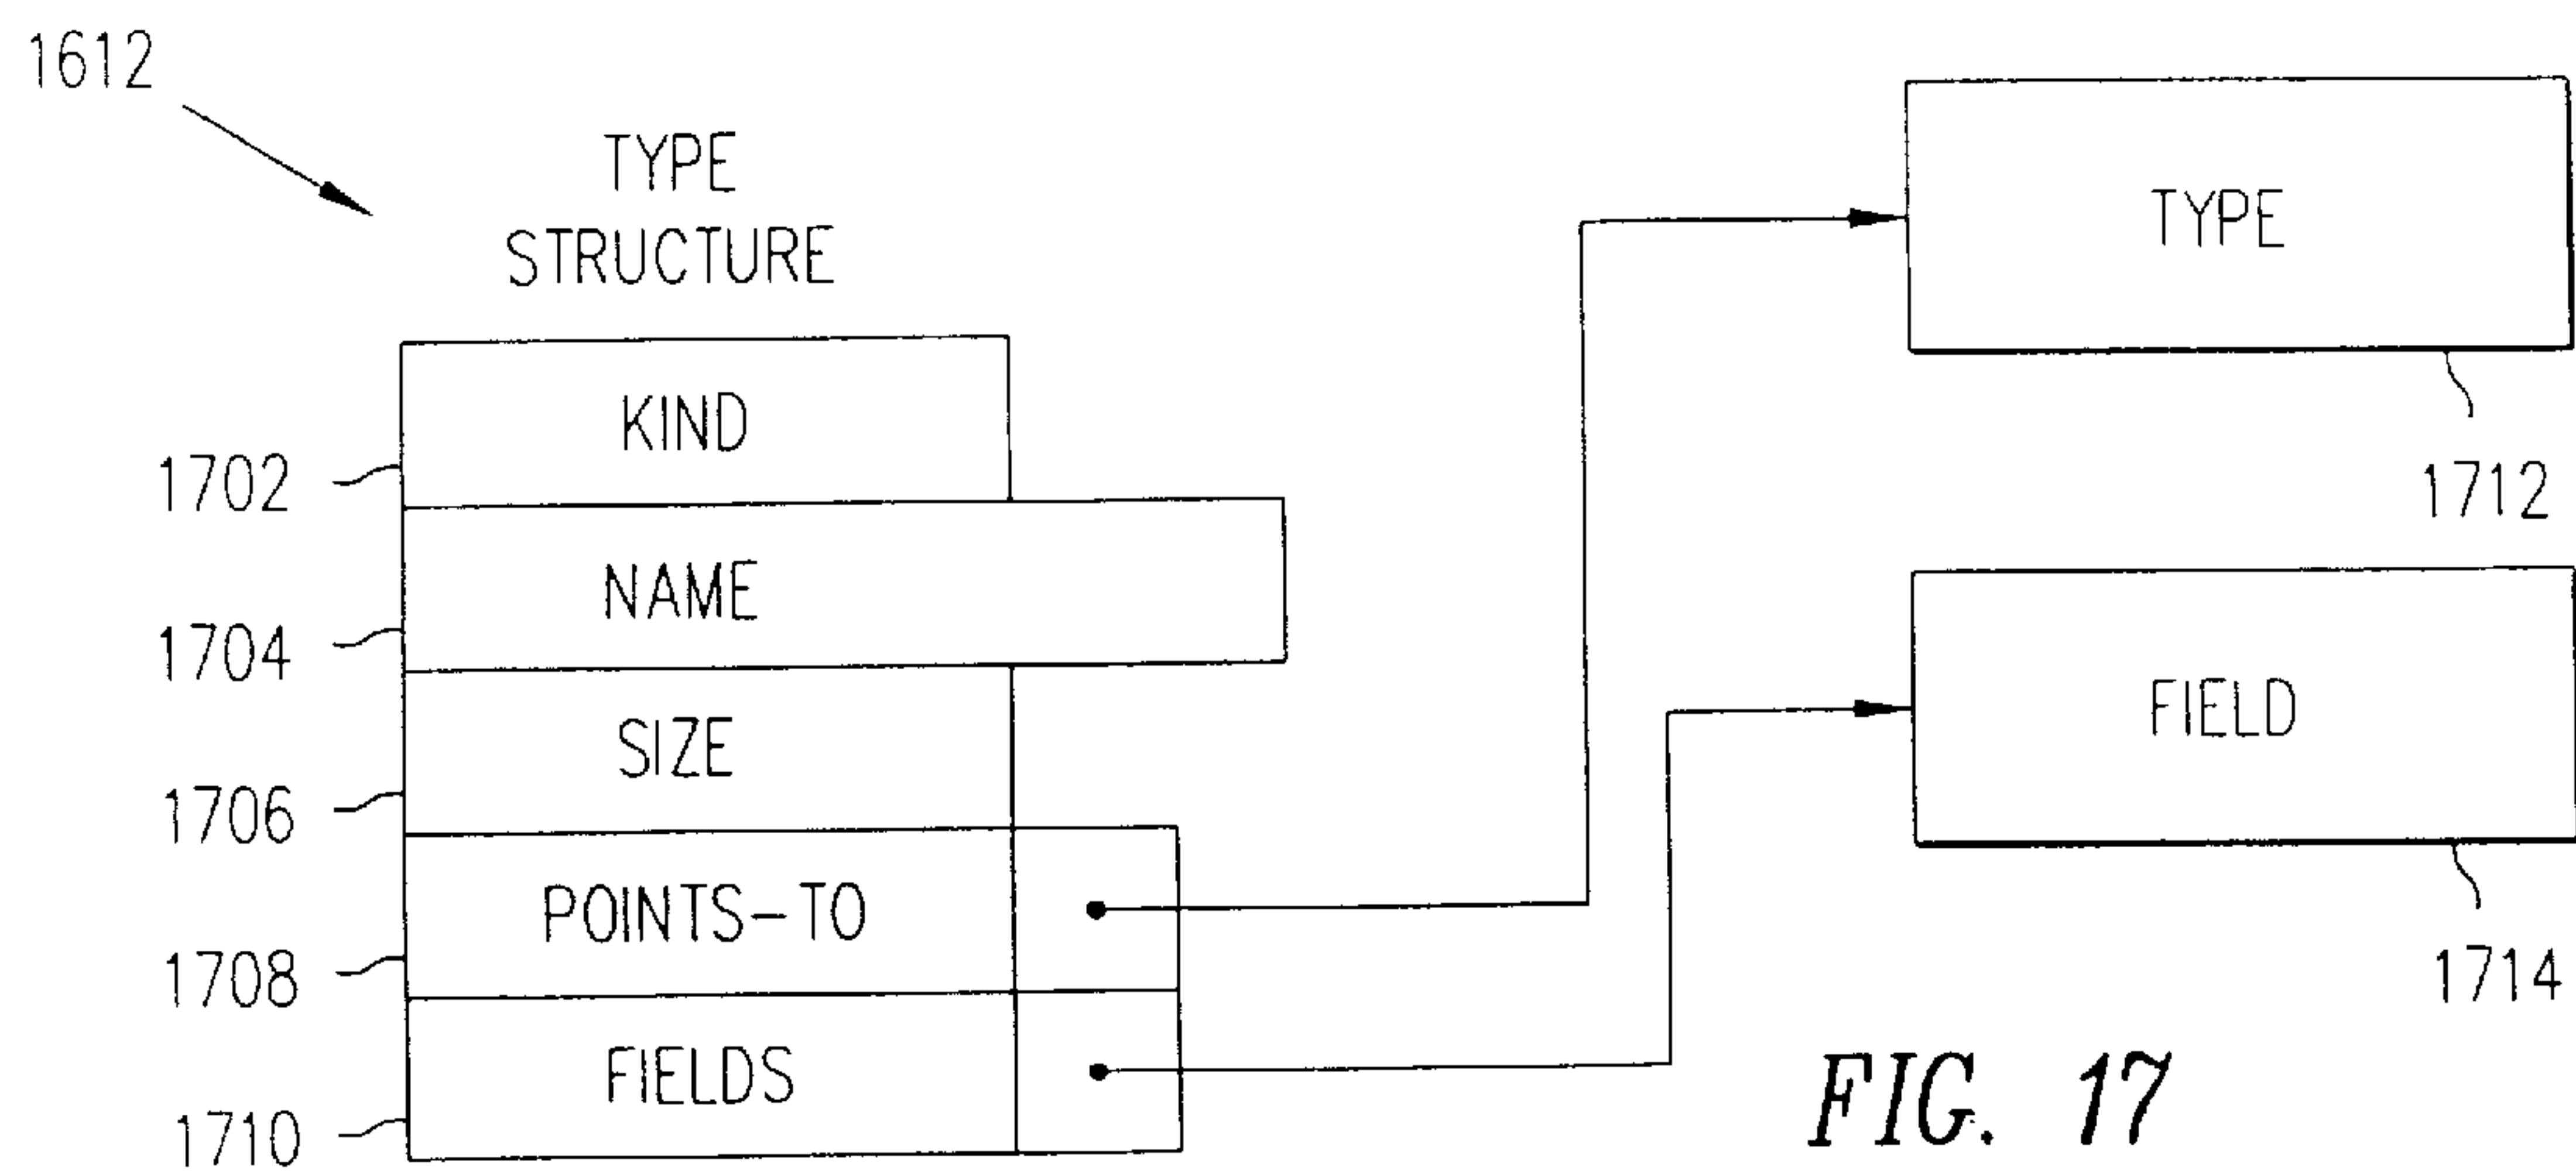 1612
TYPE
STRUCTURE
KIND
1702
NAME
1704
SIZE
1706
POINTS-TO
1708
FIELDS
1710
TYPE
1712
FIELD
1714
FIG. 17